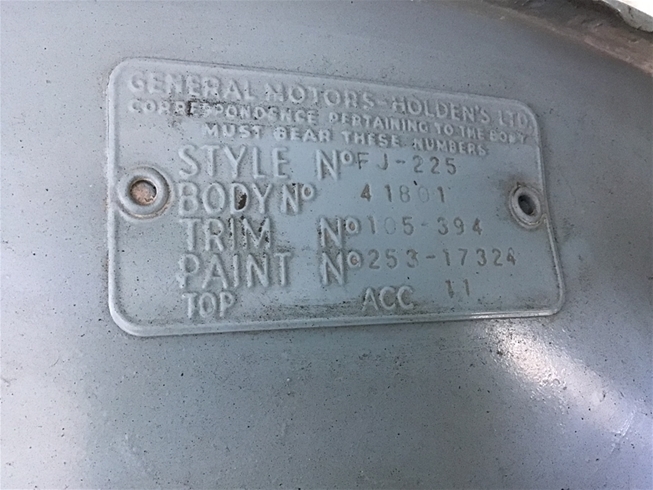 GENERAL MOTORS-HOLDEN'S LTD.
CORRESPONDENCE PERTAINING TO THE BODY
MUST BEAR THESE NUMBERS
STYLE No FJ-225
BODY No 41801
TRIM No 105-394
PAINT No 253-17324
TOP ACC 11